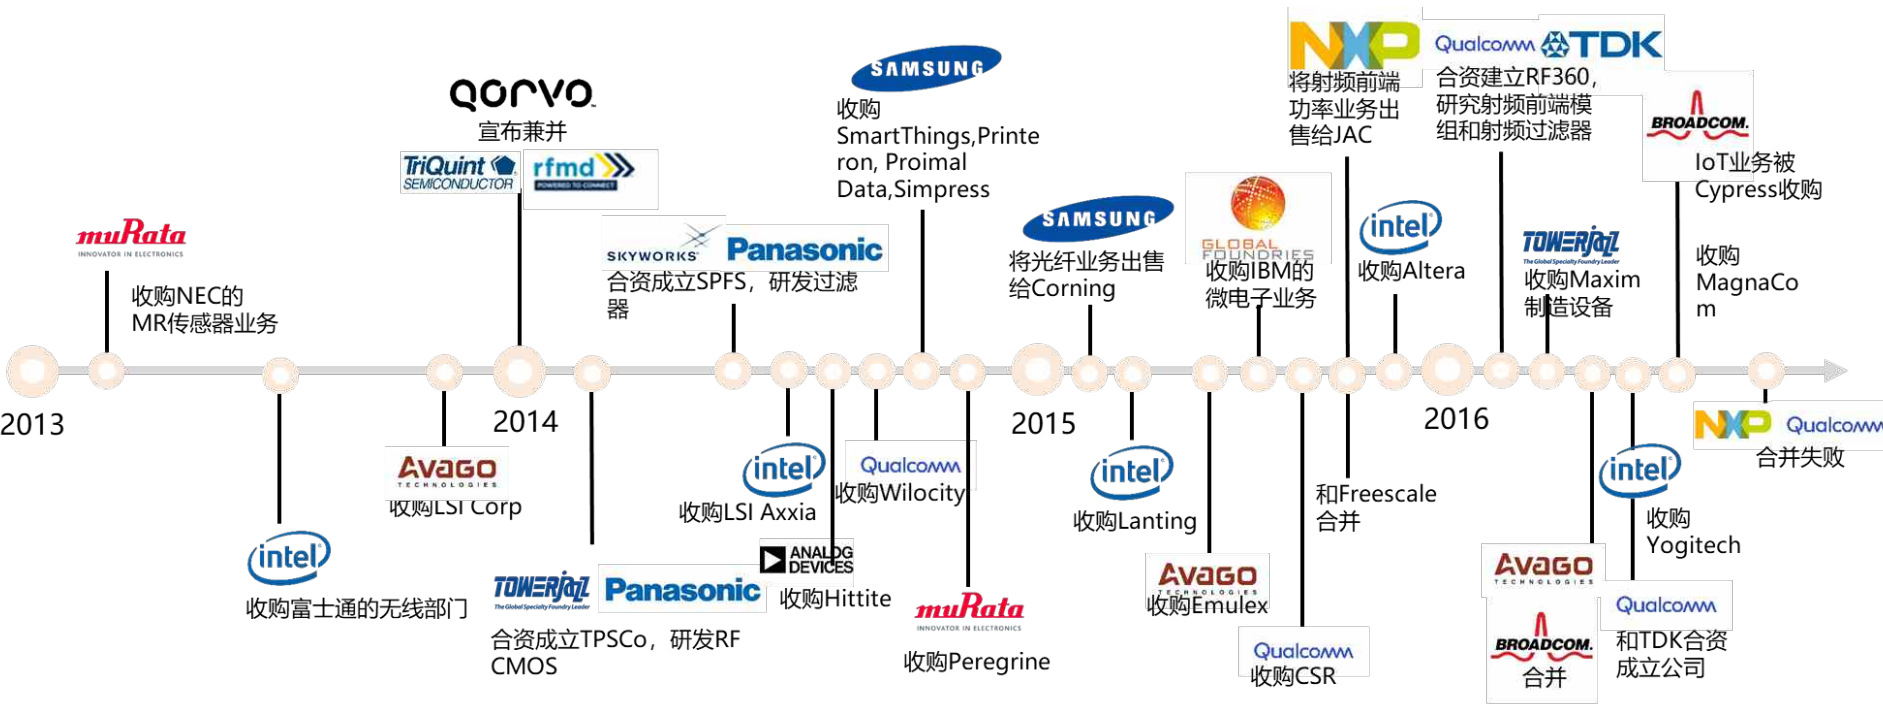 muRata
INNOVATOR IN ELECTRONICS
收购NEC的
MR传感器业务
Qorvo
宣布兼并
TriQuint
SEMICONDUCTOR
rfmd
POWERED TO CONNECT
SKYWORKS
Panasonic
合资成立SPFS，研发过滤
器
SAMSUNG
收购
SmartThings,Printe
ron, Proimal
Data,Simpress
SAMSUNG
将光纤业务出售
给Corning
GLOBAL
FOUNDRIES
收购IBM的
微电子业务
NXP
将射频前端
功率业务出
售给JAC
intel
收购Altera
Qualcomm
TDK
合资建立RF360，
研究射频前端模
组和射频过滤器
TOWERJAZZ
The Global Specialty Foundry Leader
收购Maxim
制造设备
BROADCOM.
IoT业务被
Cypress收购
收购
MagnaCo
m
2013
2014
2015
2016
intel
收购富士通的无线部门
AVAGO
TECHNOLOGIES
收购LSI Corp
TOWERJAZZ
The Global Specialty Foundry Leader
Panasonic
合资成立TPSCo，研发RF
CMOS
intel
收购LSI Axxia
ANALOG
DEVICES
收购Hittite
Qualcomm
收购Wilocity
muRata
INNOVATOR IN ELECTRONICS
收购Peregrine
intel
收购Lanting
AVAGO
TECHNOLOGIES
收购Emulex
Qualcomm
收购CSR
和Freescale
合并
AVAGO
TECHNOLOGIES
BROADCOM.
合并
intel
收购
Yogitech
Qualcomm
和TDK合资
成立公司
NXP
Qualcomm
合并失败